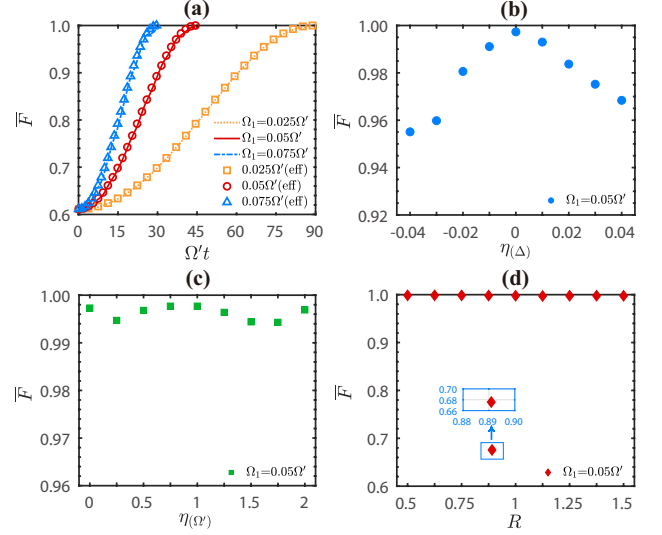 (a)
1.0
0.9
0.8
0.7
0.6
F̅
0 15 30 45 60 75 90
Ω′t
Ω₁=0.025Ω′
Ω₁=0.05Ω′
Ω₁=0.075Ω′
0.025Ω′(eff)
0.05Ω′(eff)
0.075Ω′(eff)
(b)
1.00
0.98
0.96
0.94
0.92
F̅
-0.04 -0.02 0 0.02 0.04
η(Δ)
Ω₁=0.05Ω′
(c)
1.00
0.99
0.98
0.97
0.96
F̅
0 0.5 1 1.5 2
η(Ω′)
Ω₁=0.05Ω′
(d)
1.0
0.9
0.8
0.7
0.6
F̅
0.70
0.68
0.66
0.88 0.89 0.90
0.5 0.75 1 1.25 1.5
R
Ω₁=0.05Ω′